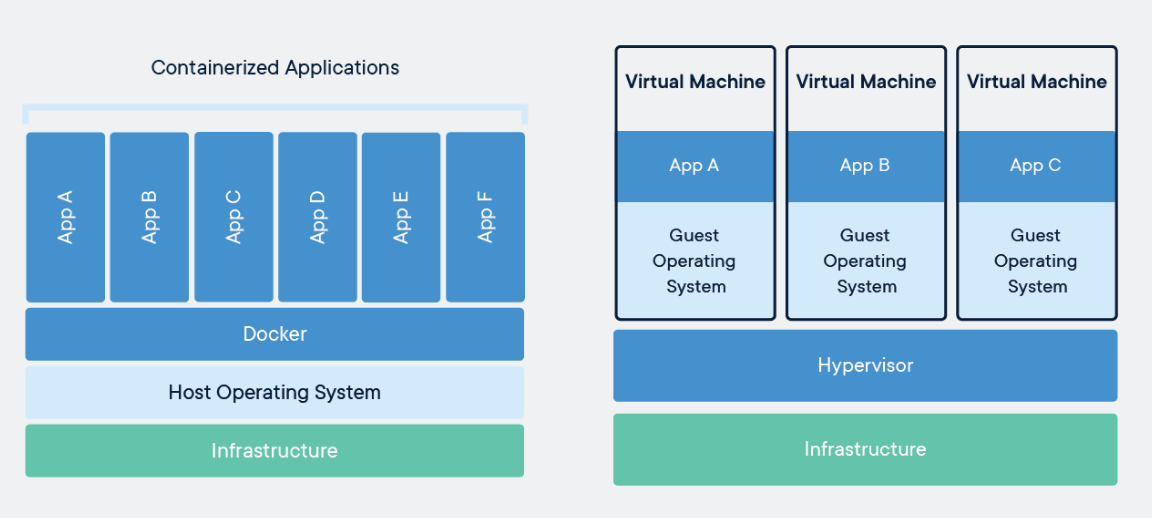 Containerized Applications
App A
App B
App C
App D
App E
App F
Docker
Host Operating System
Infrastructure
Virtual Machine
App A
Guest
Operating
System
Virtual Machine
App B
Guest
Operating
System
Virtual Machine
App C
Guest
Operating
System
Hypervisor
Infrastructure